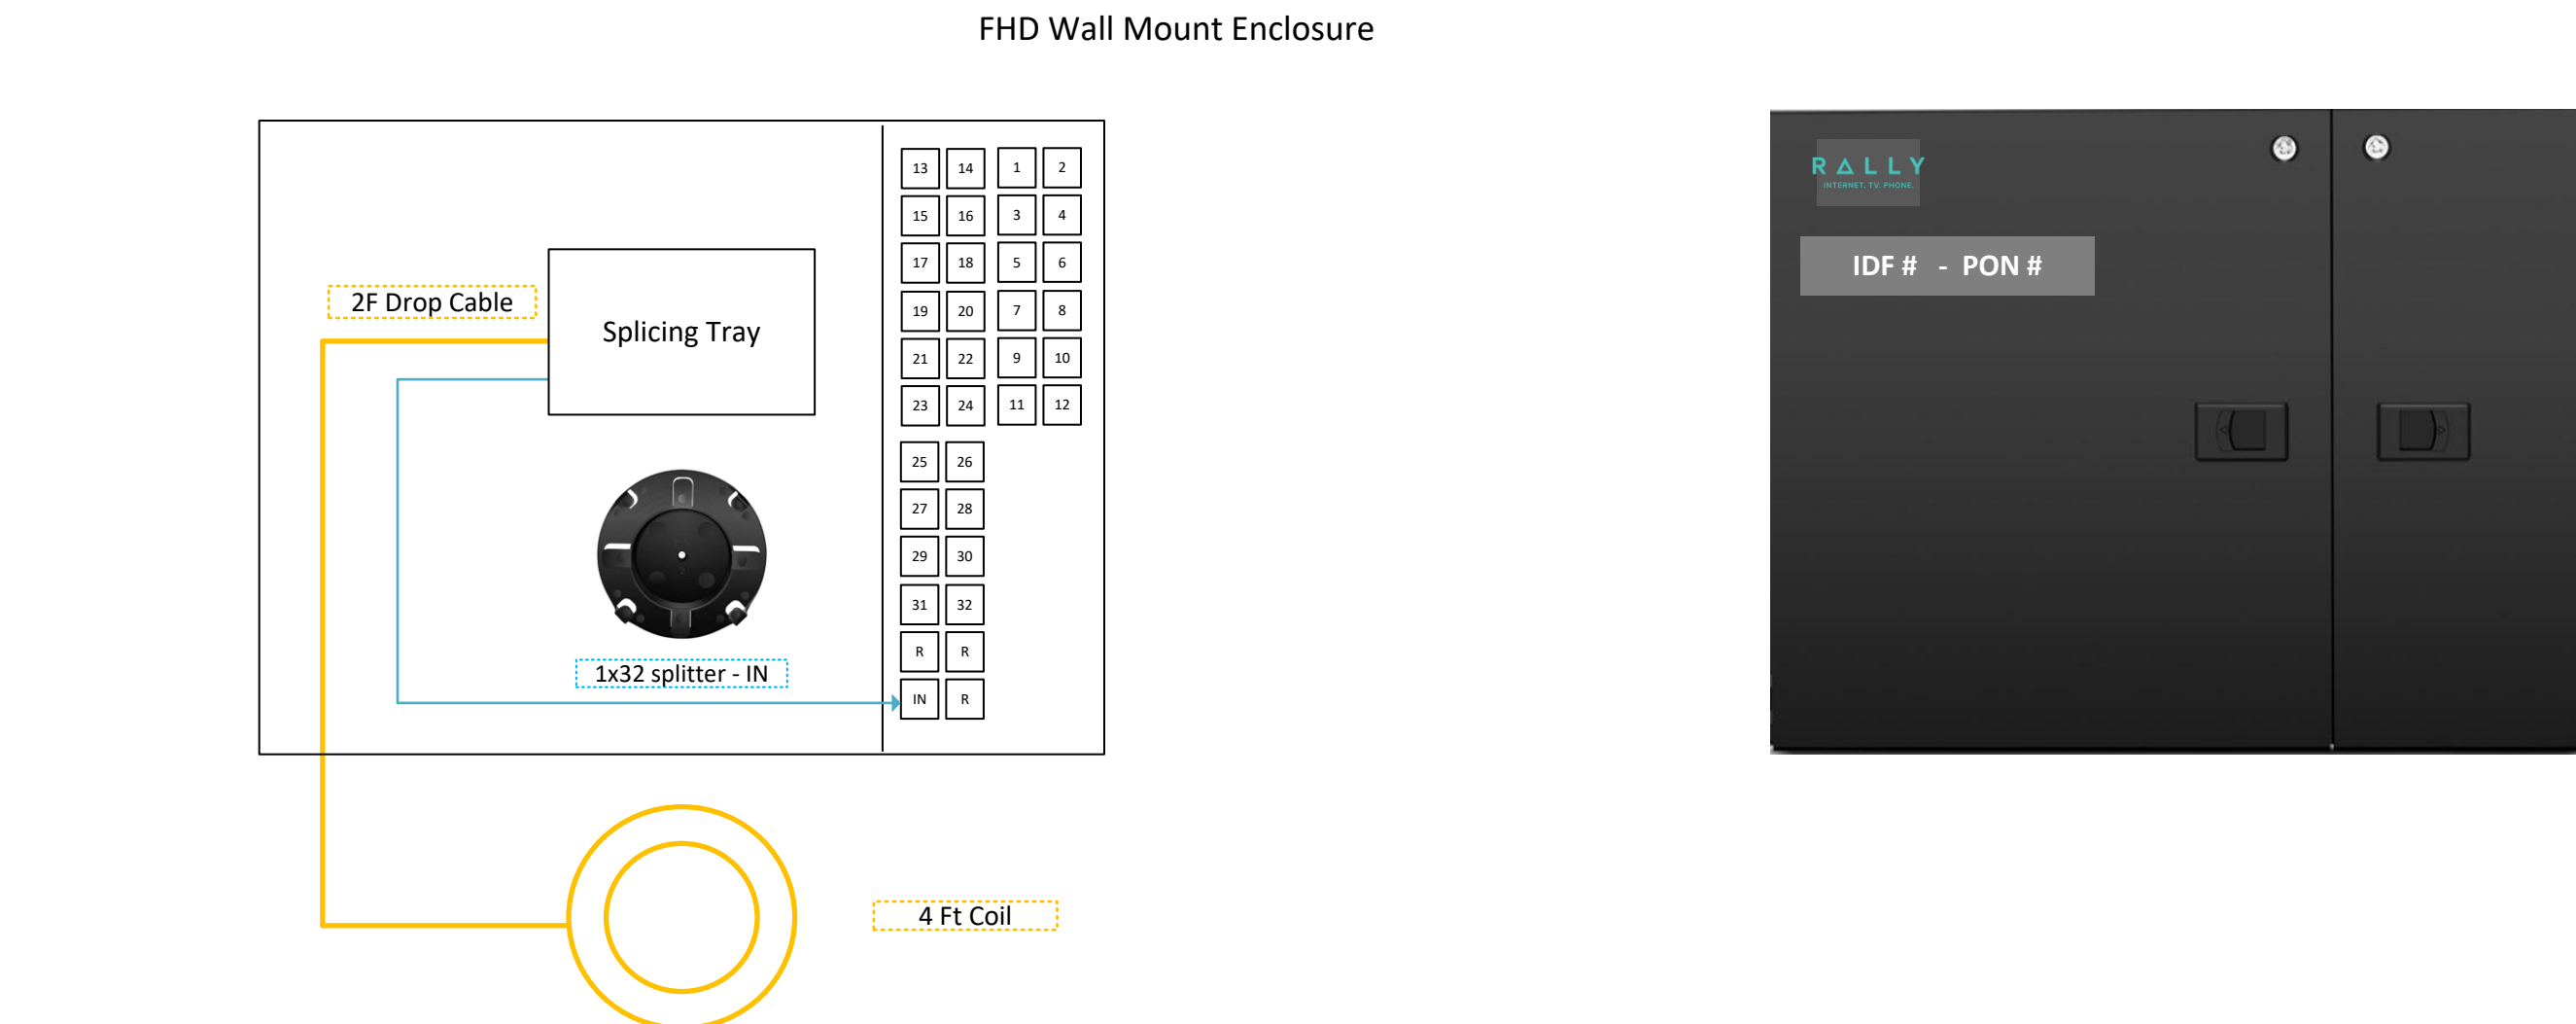 FHD Wall Mount Enclosure
13 14 1 2
15 16 3 4
17 18 5 6
19 20 7 8
21 22 9 10
23 24 11 12
25 26
27 28
29 30
31 32
R R
IN R
2F Drop Cable
Splicing Tray
1x32 splitter - IN
4 Ft Coil
RALLY
INTERNET. TV. PHONE.
IDF # - PON #